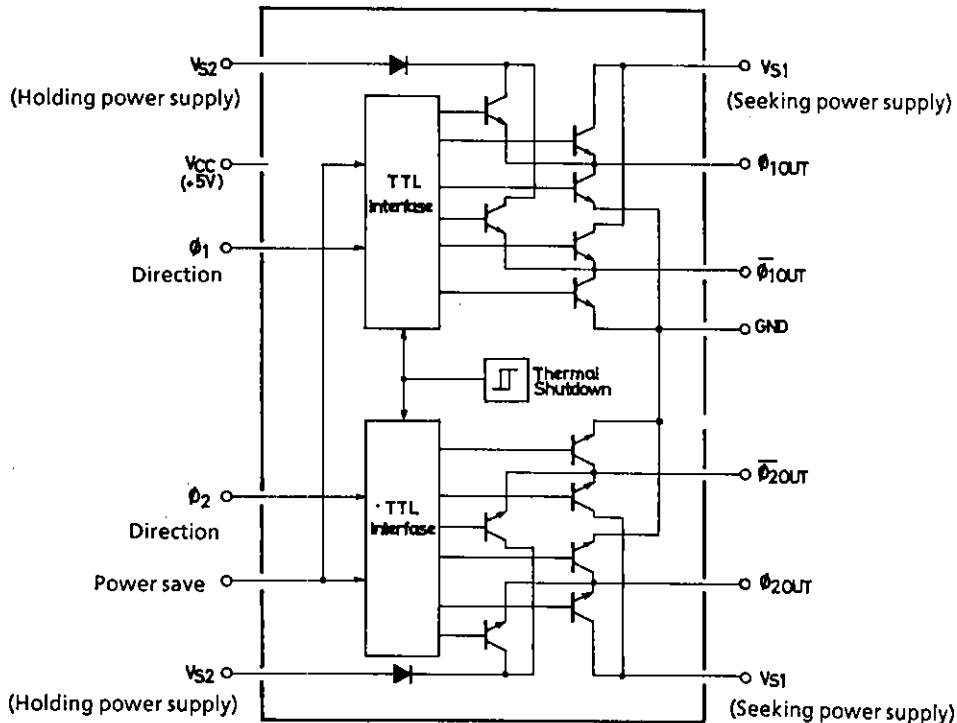 VS2
(Holding power supply)
VS1
(Seeking power supply)
VCC
(+5V)
TTL
Interfase
ϕ1OUT
ϕ1
Direction
ϕ̅1OUT
GND
Thermal
Shutdown
ϕ̅2OUT
ϕ2
Direction
TTL
Interfase
Power save
ϕ2OUT
VS2
(Holding power supply)
VS1
(Seeking power supply)